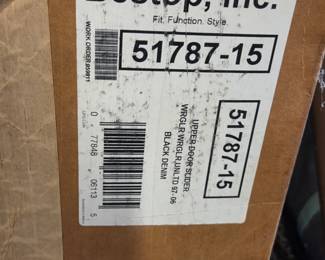 Bestop, Inc.
Fit. Function. Style.
51787-15
51787-15
UPPER DOOR SLIDER
WRGLR WRGLR UNLTD 97-06
BLACK DENIM
0 77848 06113 5